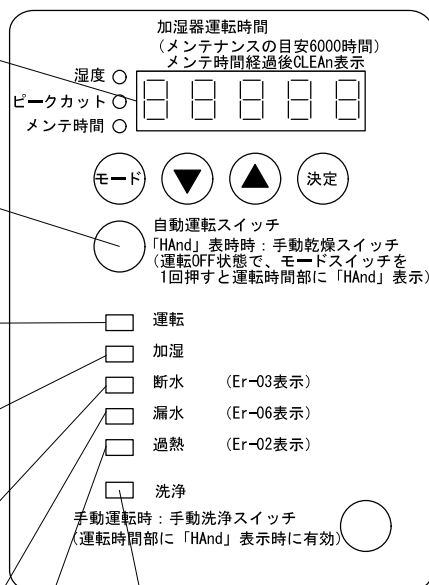 加湿器運転時間
（メンテナンスの目安6000時間）
メンテ時間経過後CLEAn表示
湿度
ピークカット
メンテ時間
モード ▼ ▲ 決定
自動運転スイッチ
「HAnd」表時時：手動乾燥スイッチ
（運転OFF状態で、モードスイッチを
1回押すと運転時間部に「HAnd」表示）
運転
加湿
断水 （Er-03表示）
漏水 （Er-06表示）
過熱 （Er-02表示）
洗浄
手動運転時：手動洗浄スイッチ
（運転時間部に「HAnd」表示時に有効）